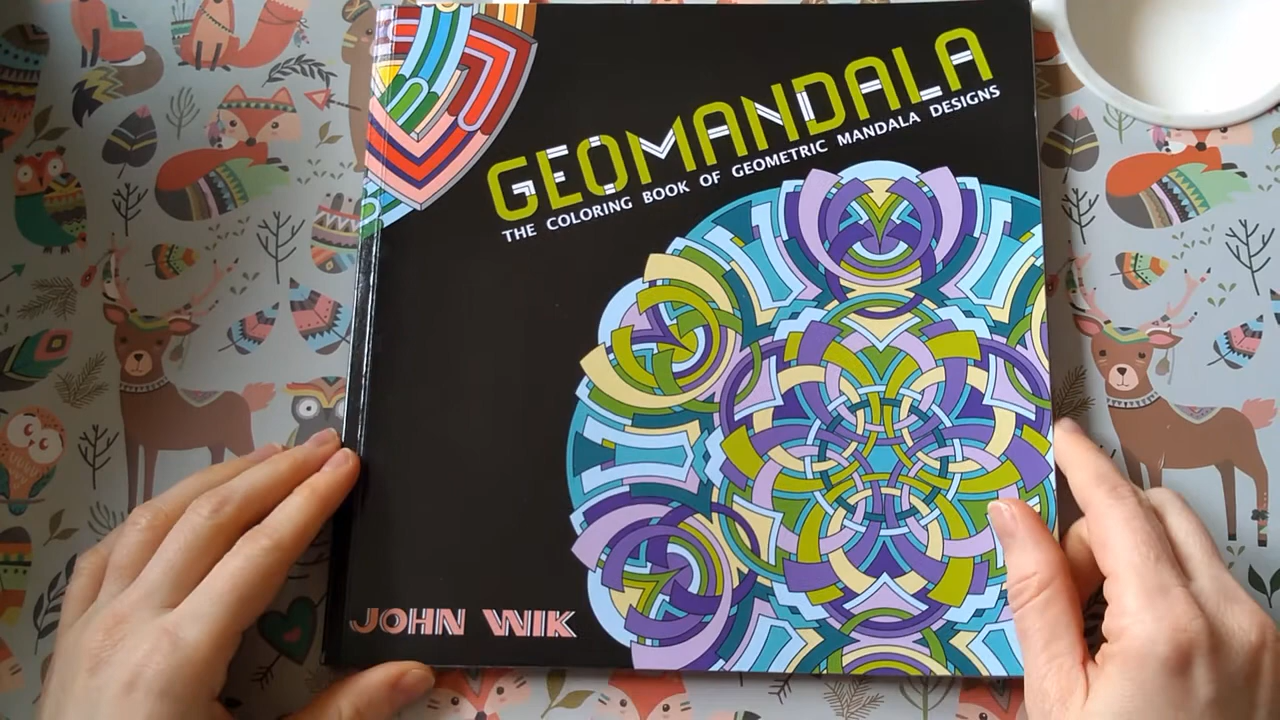 GEOMANDALA
THE COLORING BOOK OF GEOMETRIC MANDALA DESIGNS
JOHN WIK